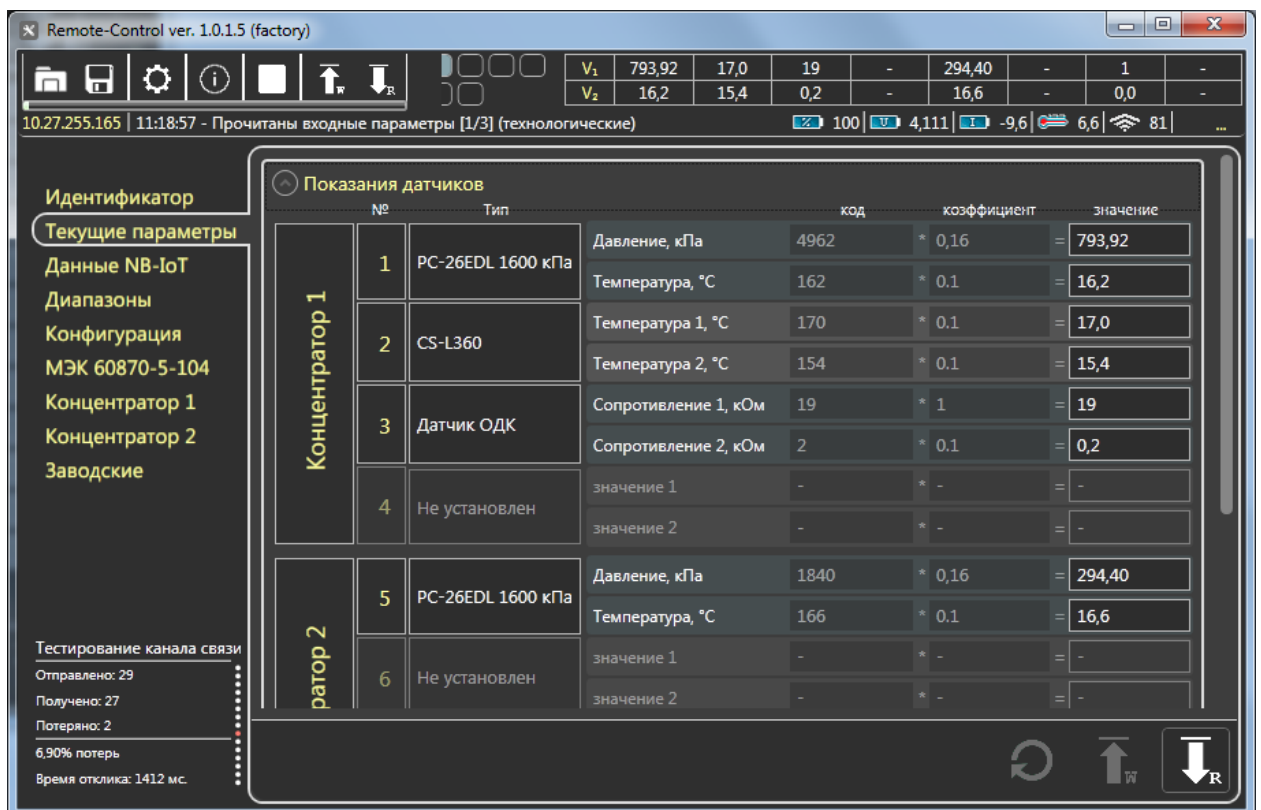 Remote-Control ver. 1.0.1.5 (factory)
W R
V₁ 793,92 17,0 19 - 294,40 - 1 -
V₂ 16,2 15,4 0,2 - 16,6 - 0,0 -
10.27.255.165 | 11:18:57 - Прочитаны входные параметры [1/3] (технологические) % 100 | U 4,111 | I -9,6 | 6,6 | 81 | ...
Идентификатор
Текущие параметры
Данные NB-IoT
Диапазоны
Конфигурация
МЭК 60870-5-104
Концентратор 1
Концентратор 2
Заводские
Тестирование канала связи
Отправлено: 29
Получено: 27
Потеряно: 2
6,90% потерь
Время отклика: 1412 мс.
Показания датчиков
№ Тип код коэффициент значение
Концентратор 1
1 PC-26EDL 1600 кПа
Давление, кПа 4962 * 0,16 = 793,92
Температура, °C 162 * 0.1 = 16,2
2 CS-L360
Температура 1, °C 170 * 0.1 = 17,0
Температура 2, °C 154 * 0.1 = 15,4
3 Датчик ОДК
Сопротивление 1, кОм 19 * 1 = 19
Сопротивление 2, кОм 2 * 0.1 = 0,2
4 Не установлен
значение 1 - * - = -
значение 2 - * - = -
ратор 2
5 PC-26EDL 1600 кПа
Давление, кПа 1840 * 0,16 = 294,40
Температура, °C 166 * 0.1 = 16,6
6 Не установлен
значение 1 - * - = -
значение 2 - * - = -
W R